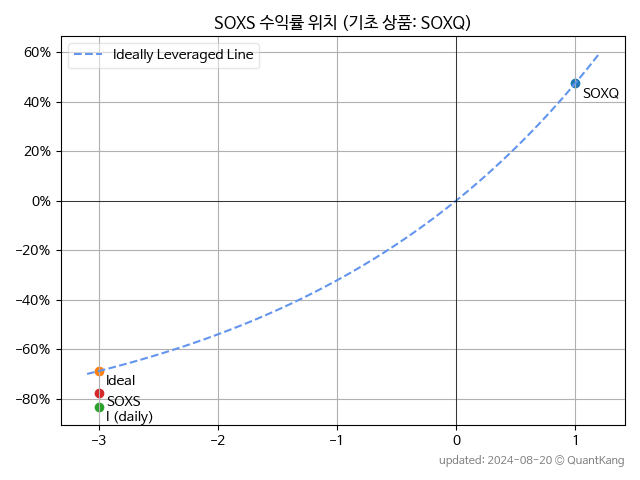 SOXS 수익률 위치 (기초 상품: SOXQ)
Ideally Leveraged Line
60%
40%
20%
0%
−20%
−40%
−60%
−80%
SOXQ
Ideal
SOXS
I (daily)
−3 −2 −1 0 1
updated: 2024-08-20 © QuantKang